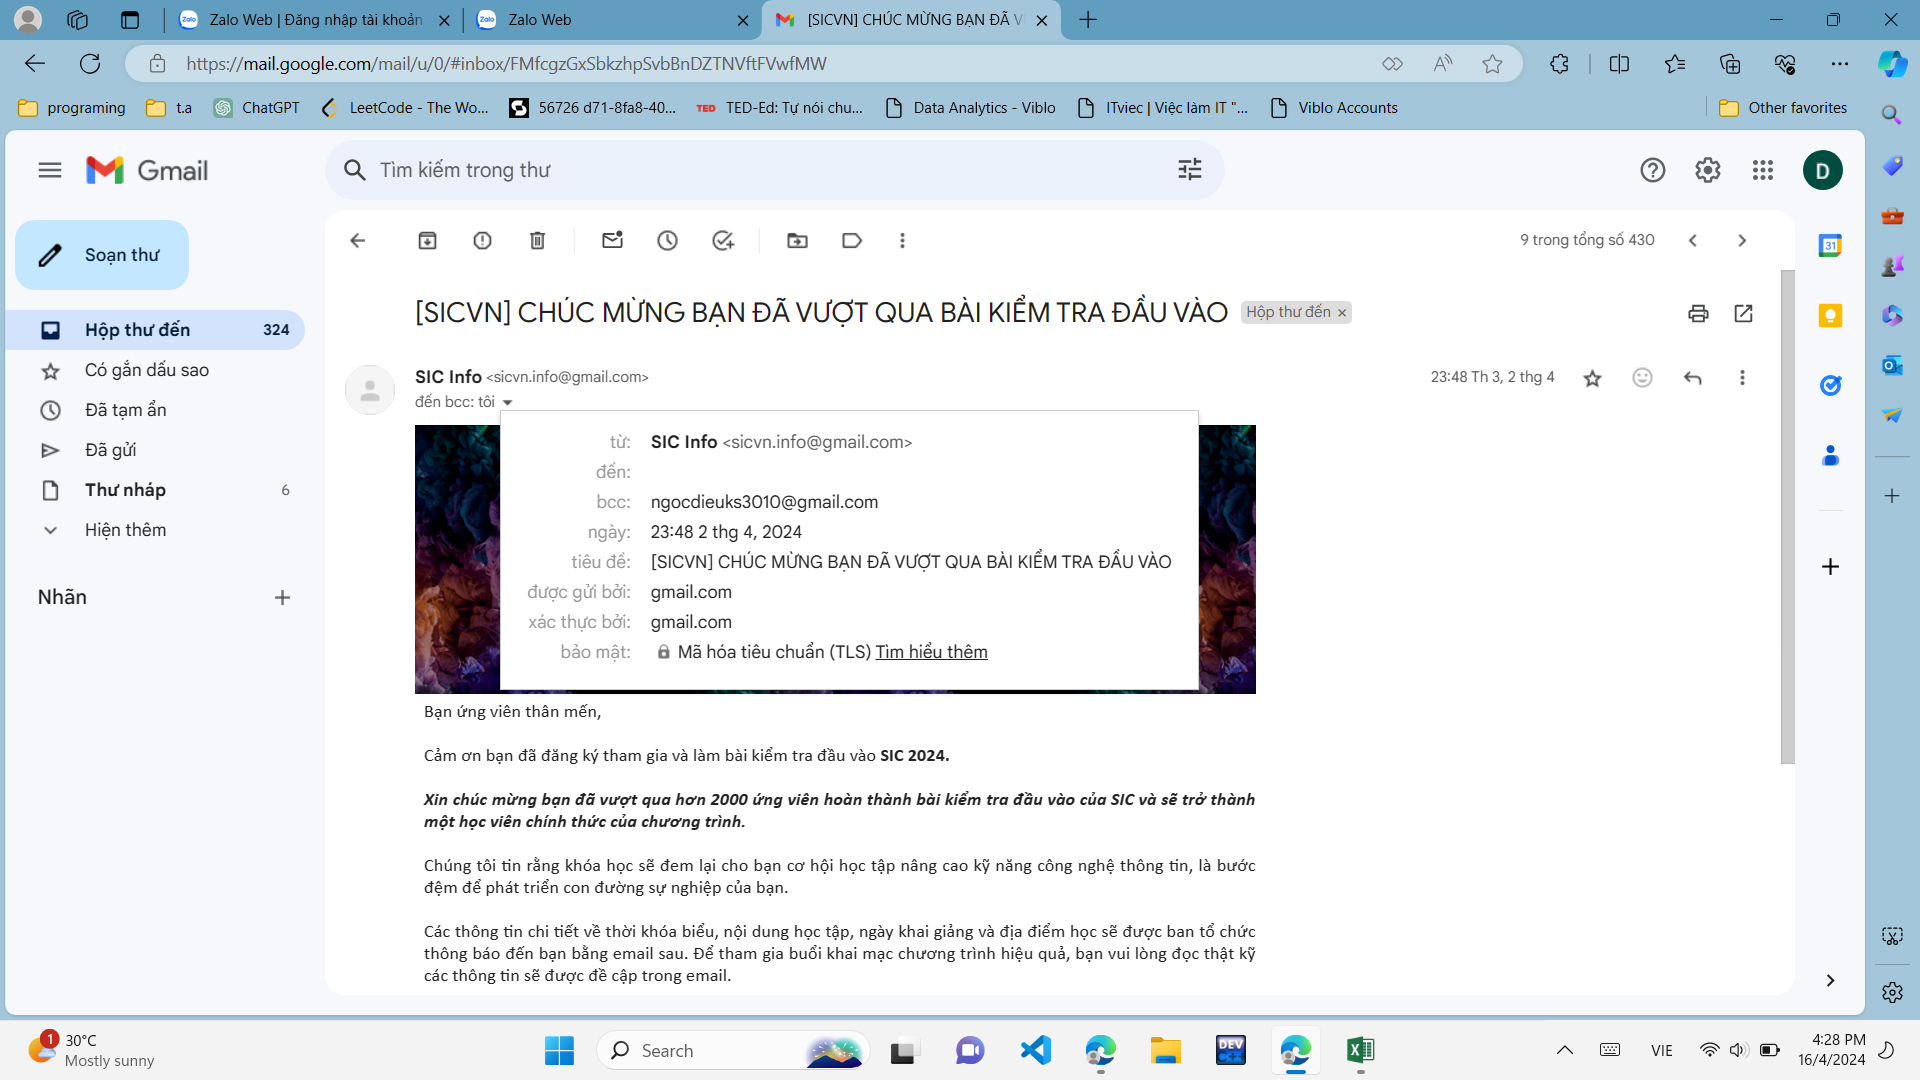 Zalo Web | Đăng nhập tài khoản
Zalo Web
[SICVN] CHÚC MỪNG BẠN ĐÃ V
https://mail.google.com/mail/u/0/#inbox/FMfcgzGxSbkzhpSvbBnDZTNVftFVwfMW
programing
t.a
ChatGPT
LeetCode - The Wo...
56726 d71-8fa8-40...
TED
TED-Ed: Tự nói chu...
Data Analytics - Viblo
ITviec | Việc làm IT "...
Viblo Accounts
Other favorites
Gmail
Tìm kiếm trong thư
D
Soạn thư
9 trong tổng số 430
Hộp thư đến 324
Có gắn dấu sao
Đã tạm ẩn
Đã gửi
Thư nháp 6
Hiện thêm
Nhãn
[SICVN] CHÚC MỪNG BẠN ĐÃ VƯỢT QUA BÀI KIỂM TRA ĐẦU VÀO Hộp thư đến ×
SIC Info <sicvn.info@gmail.com>
23:48 Th 3, 2 thg 4
đến bcc: tôi
từ: SIC Info <sicvn.info@gmail.com>
đến:
bcc: ngocdieuks3010@gmail.com
ngày: 23:48 2 thg 4, 2024
tiêu đề: [SICVN] CHÚC MỪNG BẠN ĐÃ VƯỢT QUA BÀI KIỂM TRA ĐẦU VÀO
được gửi bởi: gmail.com
xác thực bởi: gmail.com
bảo mật: Mã hóa tiêu chuẩn (TLS) Tìm hiểu thêm
Bạn ứng viên thân mến,
Cảm ơn bạn đã đăng ký tham gia và làm bài kiểm tra đầu vào SIC 2024.
Xin chúc mừng bạn đã vượt qua hơn 2000 ứng viên hoàn thành bài kiểm tra đầu vào của SIC và sẽ trở thành
một học viên chính thức của chương trình.
Chúng tôi tin rằng khóa học sẽ đem lại cho bạn cơ hội học tập nâng cao kỹ năng công nghệ thông tin, là bước
đệm để phát triển con đường sự nghiệp của bạn.
Các thông tin chi tiết về thời khóa biểu, nội dung học tập, ngày khai giảng và địa điểm học sẽ được ban tổ chức
thông báo đến bạn bằng email sau. Để tham gia buổi khai mạc chương trình hiệu quả, bạn vui lòng đọc thật kỹ
các thông tin sẽ được đề cập trong email.
31
1
30°C
Mostly sunny
Search
DEV
C++
VIE
4:28 PM
16/4/2024